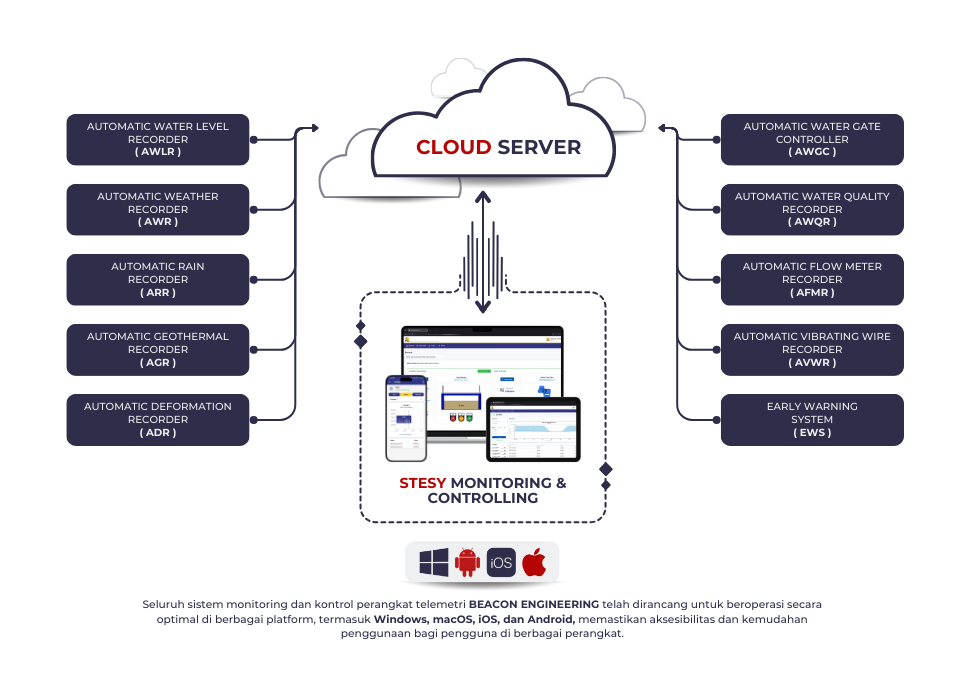 CLOUD SERVER
AUTOMATIC WATER LEVEL
RECORDER
( AWLR )
AUTOMATIC WEATHER
RECORDER
( AWR )
AUTOMATIC RAIN
RECORDER
( ARR )
AUTOMATIC GEOTHERMAL
RECORDER
( AGR )
AUTOMATIC DEFORMATION
RECORDER
( ADR )
AUTOMATIC WATER GATE
CONTROLLER
( AWGC )
AUTOMATIC WATER QUALITY
RECORDER
( AWQR )
AUTOMATIC FLOW METER
RECORDER
( AFMR )
AUTOMATIC VIBRATING WIRE
RECORDER
( AVWR )
EARLY WARNING
SYSTEM
( EWS )
STESY MONITORING &
CONTROLLING
iOS
Seluruh sistem monitoring dan kontrol perangkat telemetri BEACON ENGINEERING telah dirancang untuk beroperasi secara
optimal di berbagai platform, termasuk Windows, macOS, iOS, dan Android, memastikan aksesibilitas dan kemudahan
penggunaan bagi pengguna di berbagai perangkat.